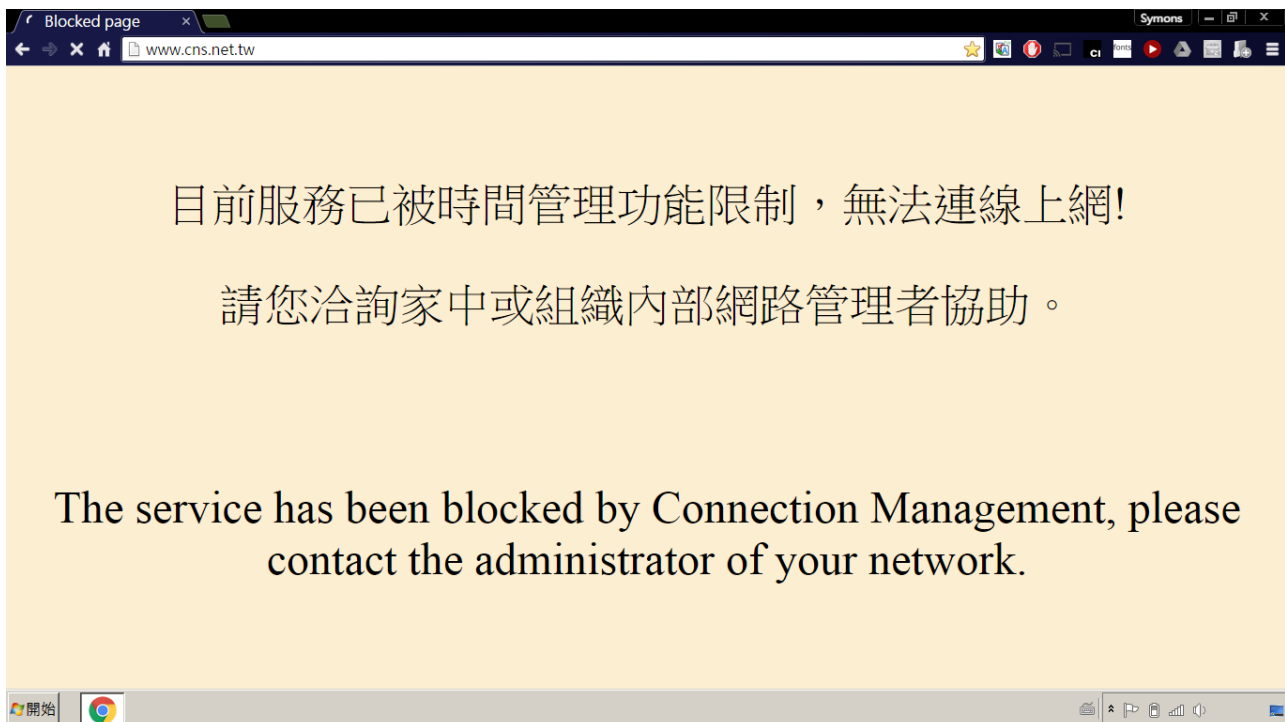 Blocked page
Symons
www.cns.net.tw
CI
fonts
目前服務已被時間管理功能限制，無法連線上網!
請您洽詢家中或組織內部網路管理者協助。
The service has been blocked by Connection Management, please
contact the administrator of your network.
開始